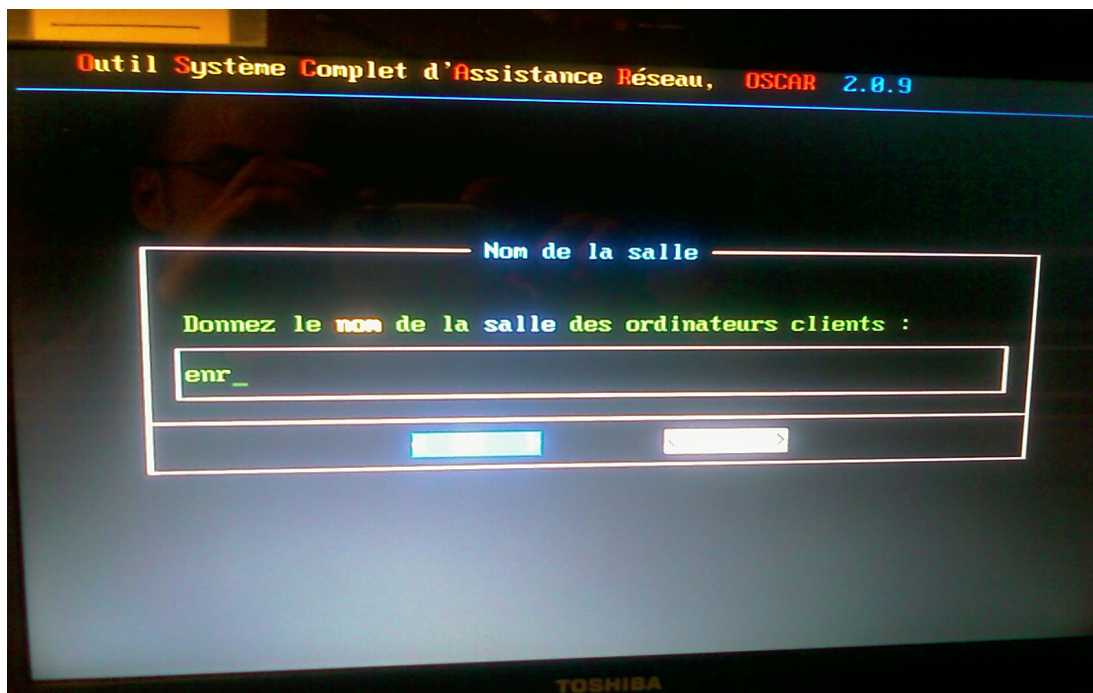 Outil Système Complet d'Assistance Réseau, OSCAR 2.0.9
Nom de la salle
Donnez le nom de la salle des ordinateurs clients :
enr_
< >
TOSHIBA